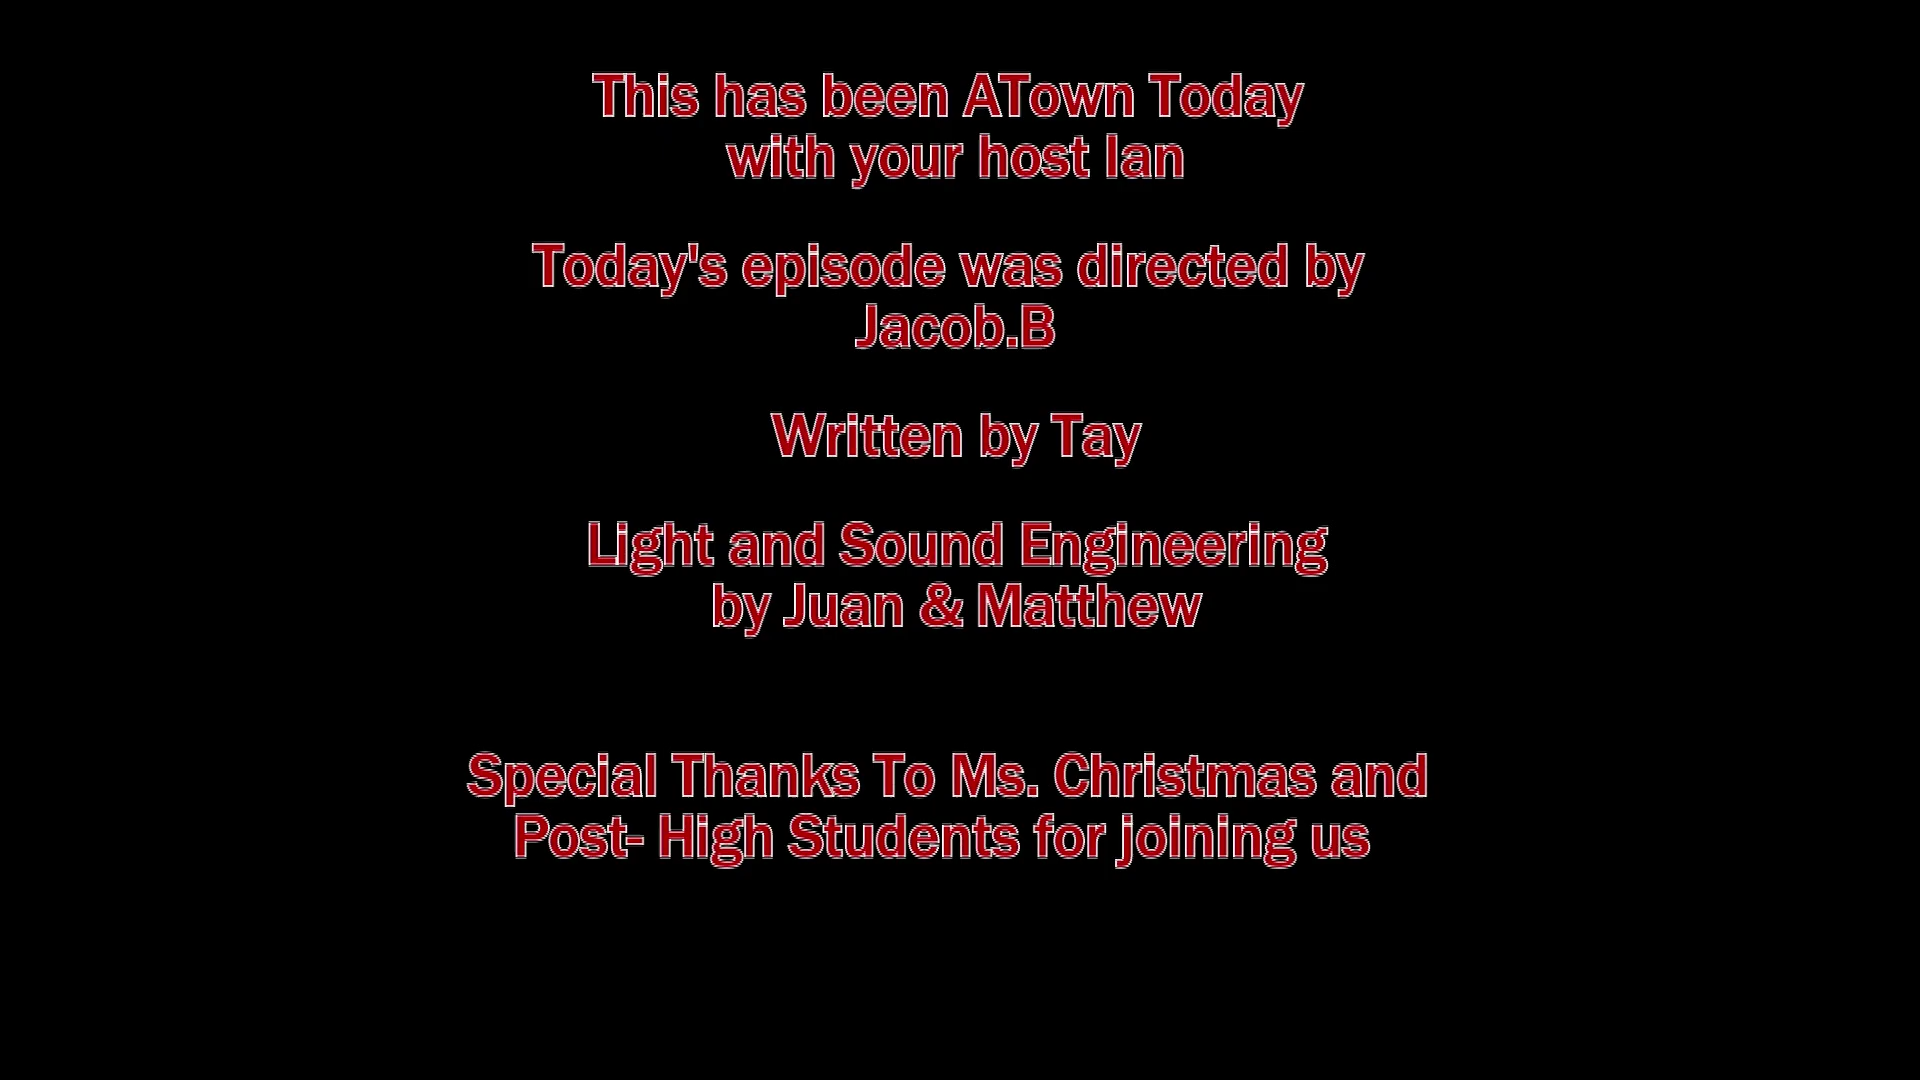 This has been ATown Today
with your host Ian
Today's episode was directed by
Jacob.B
Written by Tay
Light and Sound Engineering
by Juan & Matthew
Special Thanks To Ms. Christmas and
Post- High Students for joining us